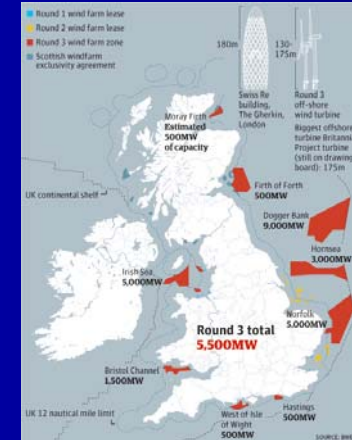 Round 1 wind farm lease
Round 2 wind farm lease
Round 3 wind farm zone
Scottish windfarm
exclusivity agreement
180m
130-
175m
Swiss Re
building,
The Gherkin,
London
Round 3
off-shore
wind turbine
Biggest offshore
turbine Britannia
Project turbine
(still on drawing
board): 175m
Moray Firth
Estimated
500MW
of capacity
UK continental shelf
Firth of Forth
500MW
Dogger Bank
9,000MW
Hornsea
3,000MW
Irish Sea
5,000MW
Norfolk
5,000MW
Round 3 total
5,500MW
Bristol Channel
1,500MW
UK 12 nautical mile limit
West of Isle
of Wight
500MW
Hastings
500MW